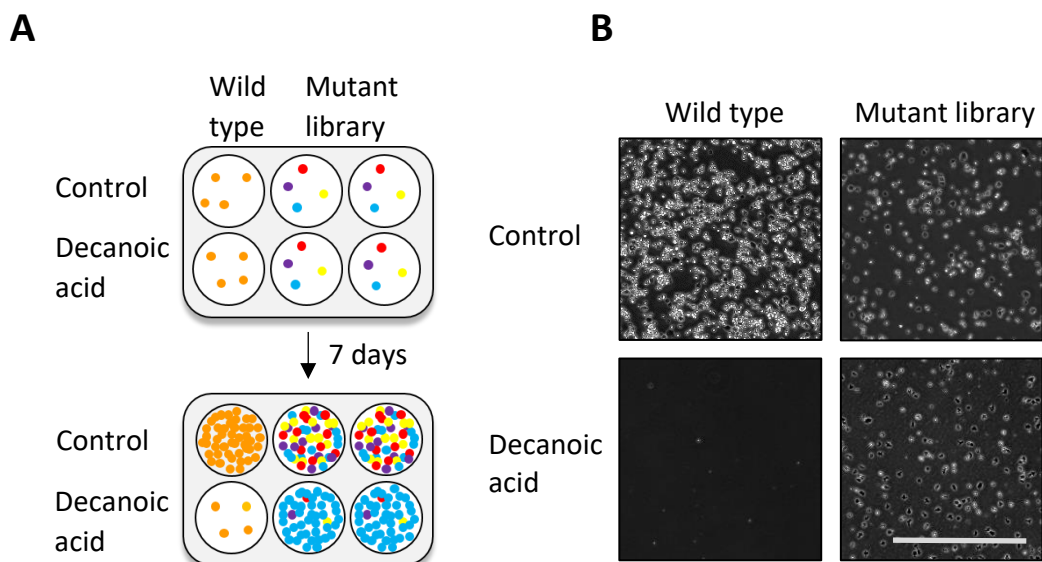 A
Wild
type
Mutant
library
Control
Decanoic
acid
7 days
Control
Decanoic
acid
B
Wild type
Mutant library
Control
Decanoic
acid